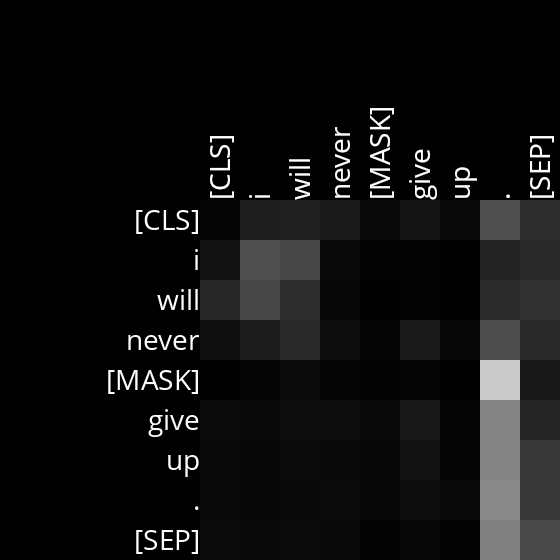 [CLS] i will never [MASK] give up . [SEP]
[CLS]
i
will
never
[MASK]
give
up
.
[SEP]